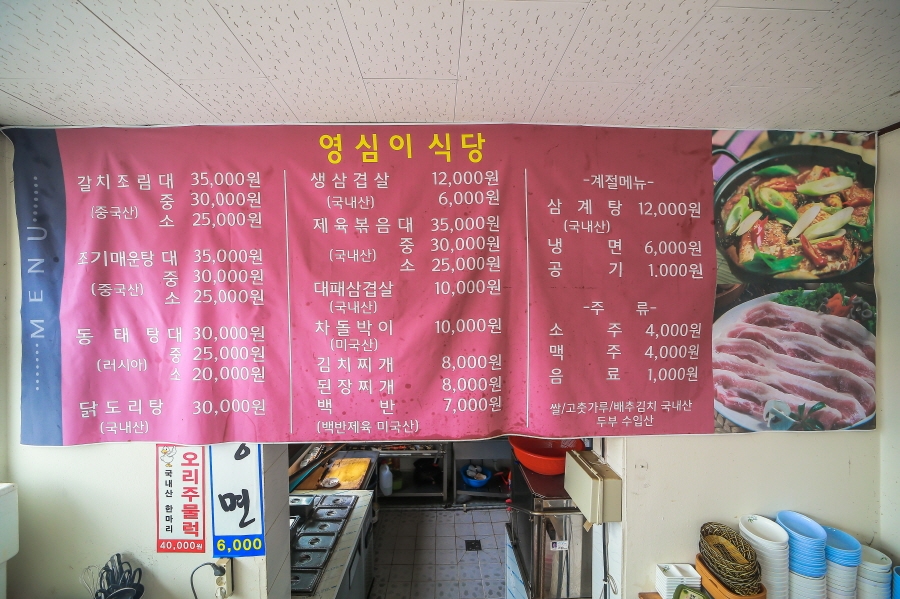 영심이 식당
MENU
갈치조림 대 35,000원
(중국산) 중 30,000원
소 25,000원
조기매운탕 대 35,000원
(중국산) 중 30,000원
소 25,000원
동태탕 대 30,000원
(러시아) 중 25,000원
소 20,000원
닭도리탕 30,000원
(국내산)
생삼겹살 12,000원
(국내산) 6,000원
제육볶음 대 35,000원
(국내산) 중 30,000원
소 25,000원
대패삼겹살 10,000원
(미국산)
차돌박이 10,000원
(미국산)
김치찌개 8,000원
된장찌개 8,000원
백반 7,000원
(백반제육 미국산)
-계절메뉴-
삼계탕 12,000원
(국내산)
냉면 6,000원
공기 1,000원
-주류-
소주 4,000원
맥주 4,000원
음료 1,000원
쌀/고춧가루/배추김치 국내산
두부 수입산
오리주물럭
국내산 한마리
40,000원
면
6,000